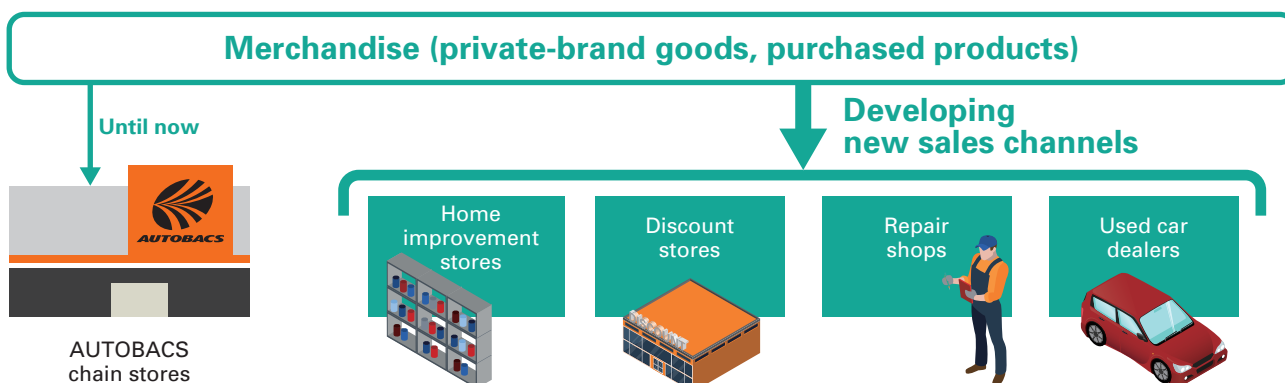 Merchandise (private-brand goods, purchased products)
Until now
Developing
new sales channels
AUTOBACS
AUTOBACS
chain stores
Home
improvement
stores
Discount
stores
DISCOUNT
Repair
shops
Used car
dealers